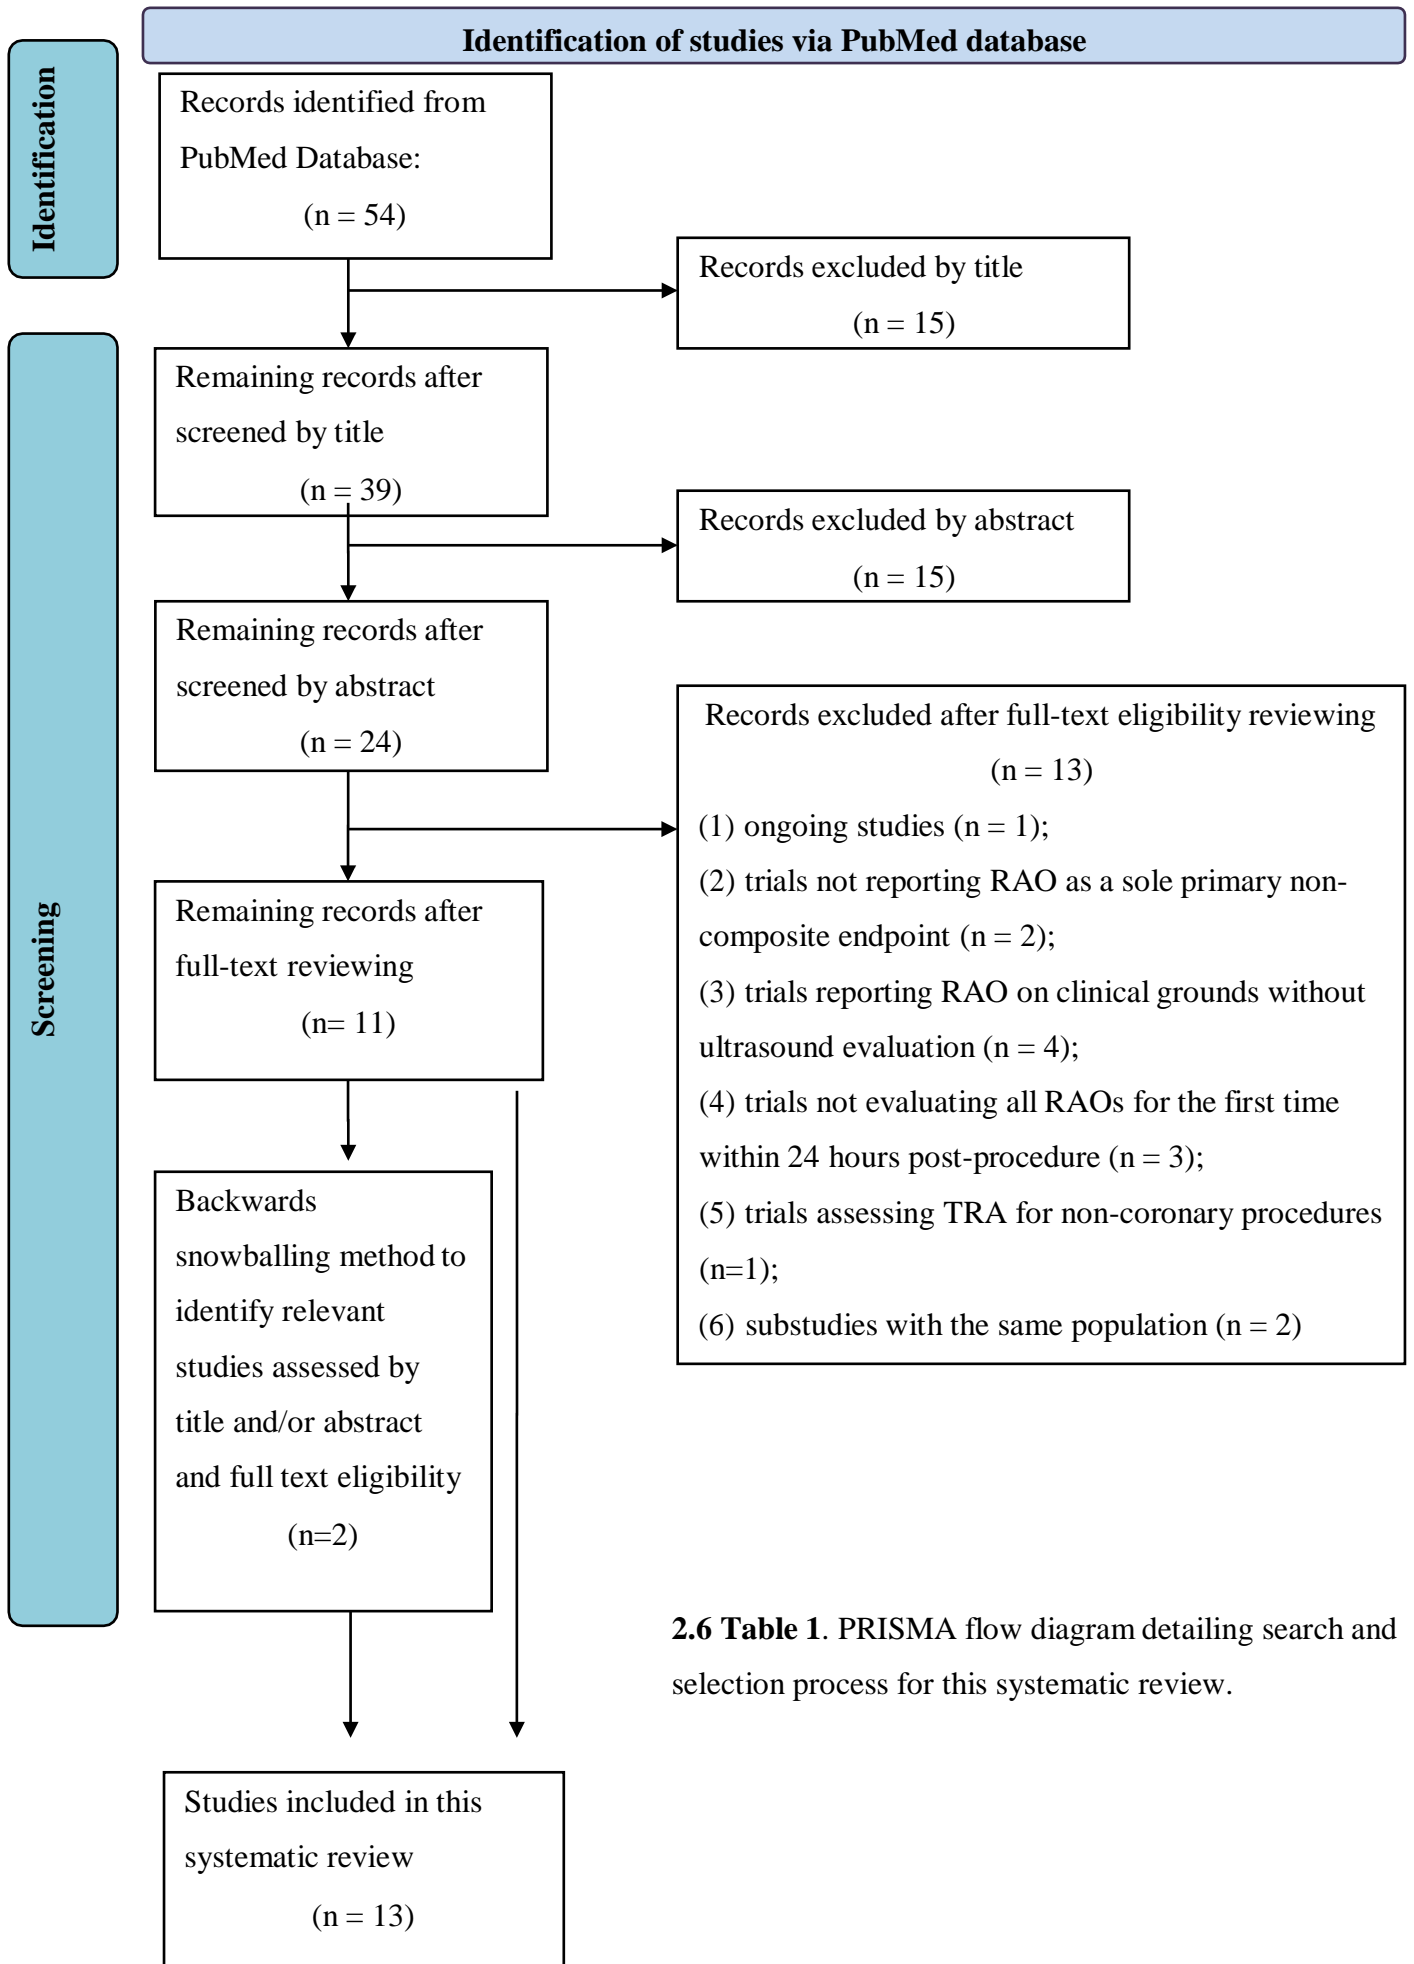 Identification of studies via PubMed database
Identification
Records identified from
PubMed Database:
(n = 54)
Records excluded by title
(n = 15)
Screening
Remaining records after
screened by title
(n = 39)
Records excluded by abstract
(n = 15)
Remaining records after
screened by abstract
(n = 24)
Records excluded after full-text eligibility reviewing
(n = 13)
(1) ongoing studies (n = 1);
(2) trials not reporting RAO as a sole primary non-
composite endpoint (n = 2);
(3) trials reporting RAO on clinical grounds without
ultrasound evaluation (n = 4);
(4) trials not evaluating all RAOs for the first time
within 24 hours post-procedure (n = 3);
(5) trials assessing TRA for non-coronary procedures
(n=1);
(6) substudies with the same population (n = 2)
Remaining records after
full-text reviewing
(n= 11)
Backwards
snowballing method to
identify relevant
studies assessed by
title and/or abstract
and full text eligibility
(n=2)
2.6 Table 1. PRISMA flow diagram detailing search and
selection process for this systematic review.
Studies included in this
systematic review
(n = 13)